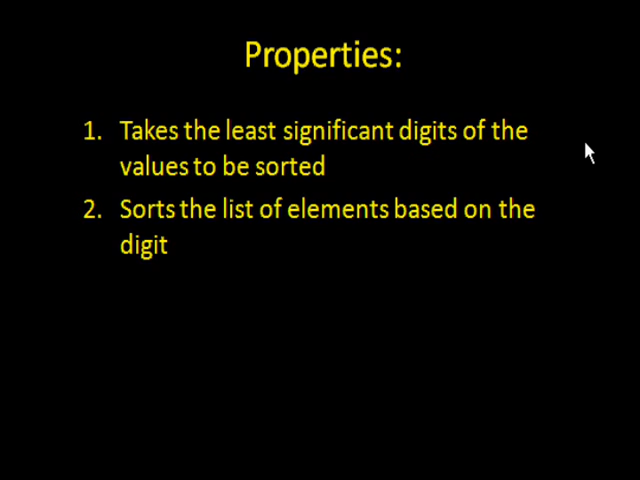 Properties:
1. Takes the least significant digits of the
values to be sorted
2. Sorts the list of elements based on the
digit